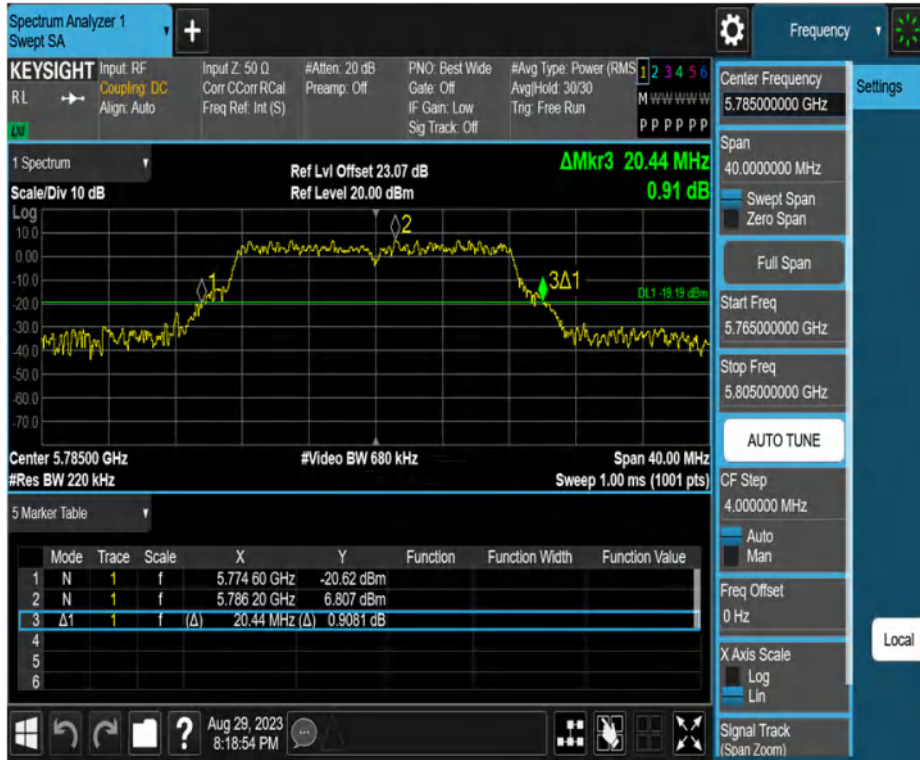 Spectrum Analyzer 1
Swept SA
Frequency
KEYSIGHT
RL
LXI
Input: RF
Coupling: DC
Align: Auto
Input Z: 50 Ω
Corr CCorr RCal
Freq Ref: Int (S)
#Atten: 20 dB
Preamp: Off
PNO: Best Wide
Gate: Off
IF Gain: Low
Sig Track: Off
#Avg Type: Power (RMS
Avg|Hold: 30/30
Trig: Free Run
1 2 3 4 5 6
M W W W W W
P P P P P P
Center Frequency
5.785000000 GHz
Settings
Span
40.0000000 MHz
Swept Span
Zero Span
Full Span
Start Freq
5.765000000 GHz
Stop Freq
5.805000000 GHz
AUTO TUNE
CF Step
4.000000 MHz
Auto
Man
Freq Offset
0 Hz
X Axis Scale
Log
Lin
Signal Track
(Span Zoom)
Local
1 Spectrum
Scale/Div 10 dB
Ref Lvl Offset 23.07 dB
Ref Level 20.00 dBm
ΔMkr3 20.44 MHz
0.91 dB
Log
10.0
0.00
-10.0
-20.0
-30.0
-40.0
-50.0
-60.0
-70.0
1
2
3Δ1
DL1 -19.19 dBm
Center 5.78500 GHz
#Video BW 680 kHz
Span 40.00 MHz
#Res BW 220 kHz
Sweep 1.00 ms (1001 pts)
5 Marker Table
Mode Trace Scale X Y Function Function Width Function Value
1 N 1 f 5.774 60 GHz -20.62 dBm
2 N 1 f 5.786 20 GHz 6.807 dBm
3 Δ1 1 f (Δ) 20.44 MHz (Δ) 0.9081 dB
4
5
6
?
Aug 29, 2023
8:18:54 PM